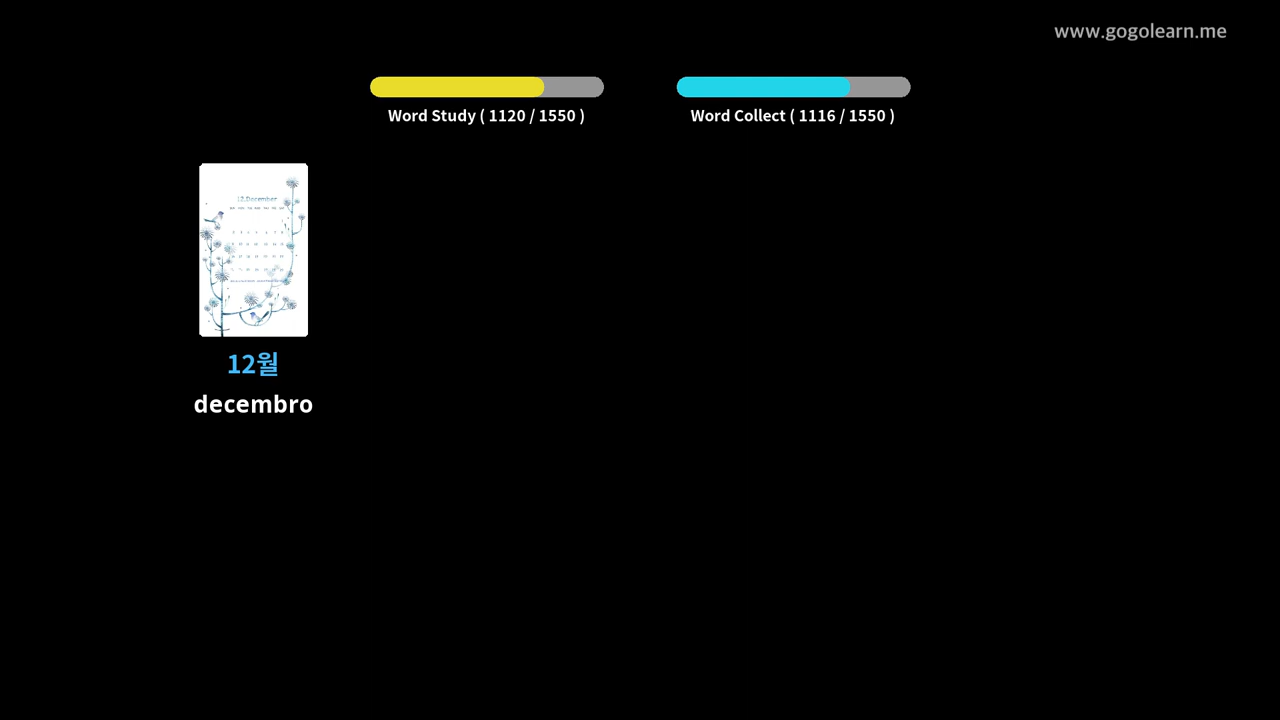 www.gogolearn.me
Word Study ( 1120 / 1550 )
Word Collect ( 1116 / 1550 )
12.December
12월
decembro